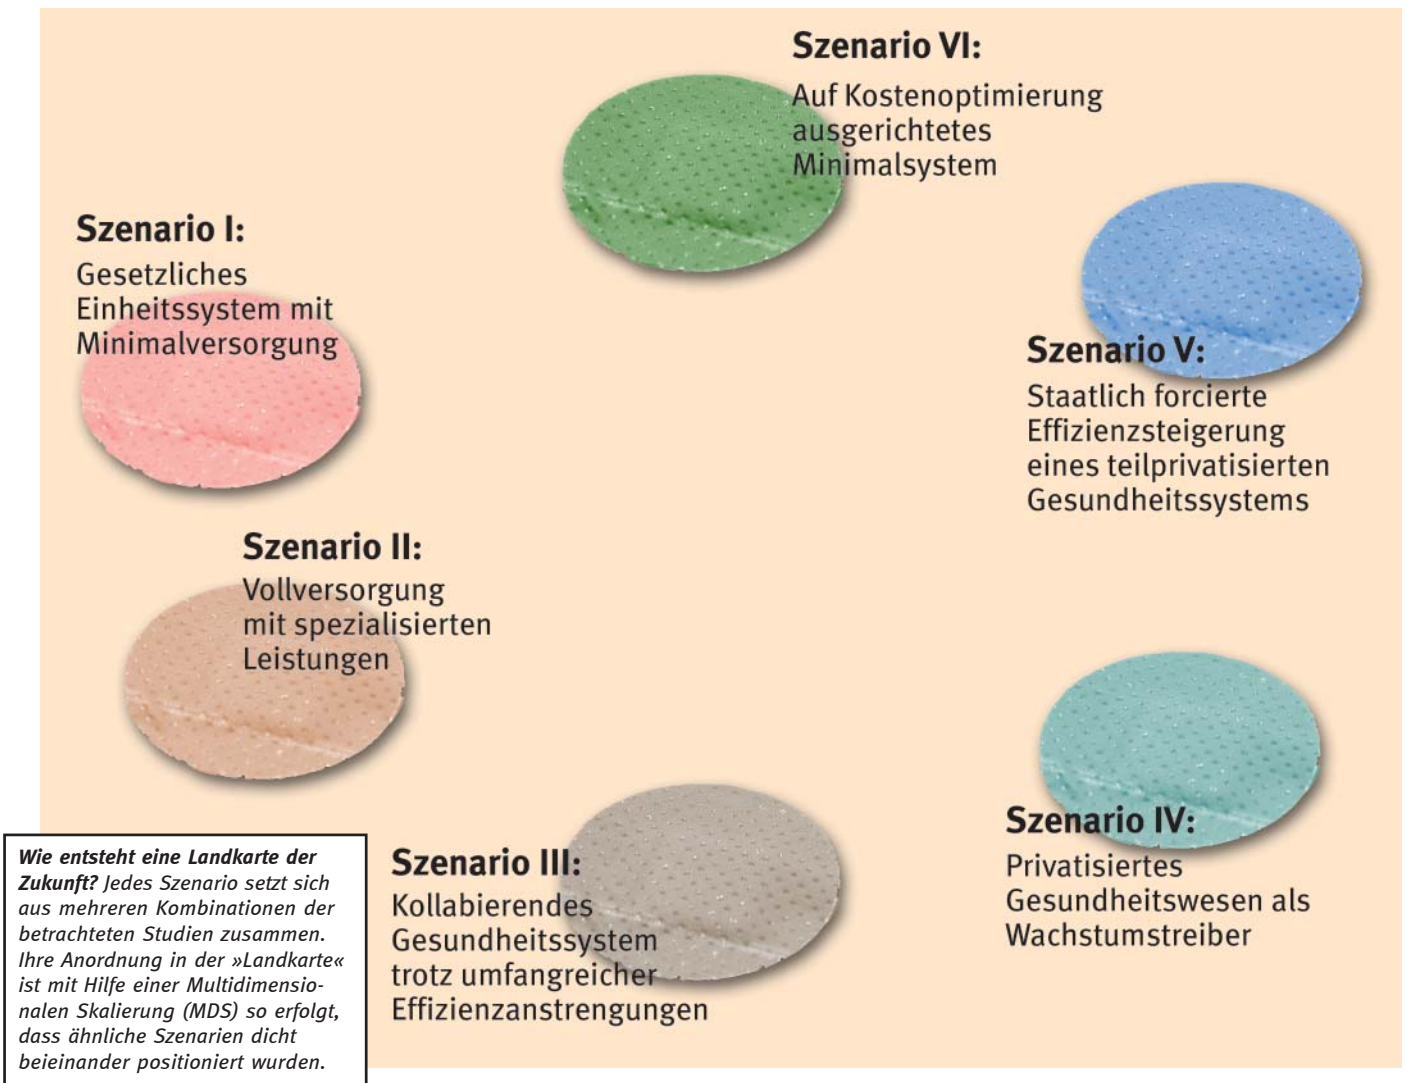 Szenario VI:
Auf Kostenoptimierung
ausgerichtetes
Minimalsystem
Szenario I:
Gesetzliches
Einheitssystem mit
Minimalversorgung
Szenario V:
Staatlich forcierte
Effizienzsteigerung
eines teilprivatisierten
Gesundheitssystems
Szenario II:
Vollversorgung
mit spezialisierten
Leistungen
Szenario IV:
Privatisiertes
Gesundheitswesen als
Wachstumstreiber
Szenario III:
Kollabierendes
Gesundheitssystem
trotz umfangreicher
Effizienzanstrengungen
Wie entsteht eine Landkarte der
Zukunft? Jedes Szenario setzt sich
aus mehreren Kombinationen der
betrachteten Studien zusammen.
Ihre Anordnung in der »Landkarte«
ist mit Hilfe einer Multidimensio-
nalen Skalierung (MDS) so erfolgt,
dass ähnliche Szenarien dicht
beieinander positioniert wurden.